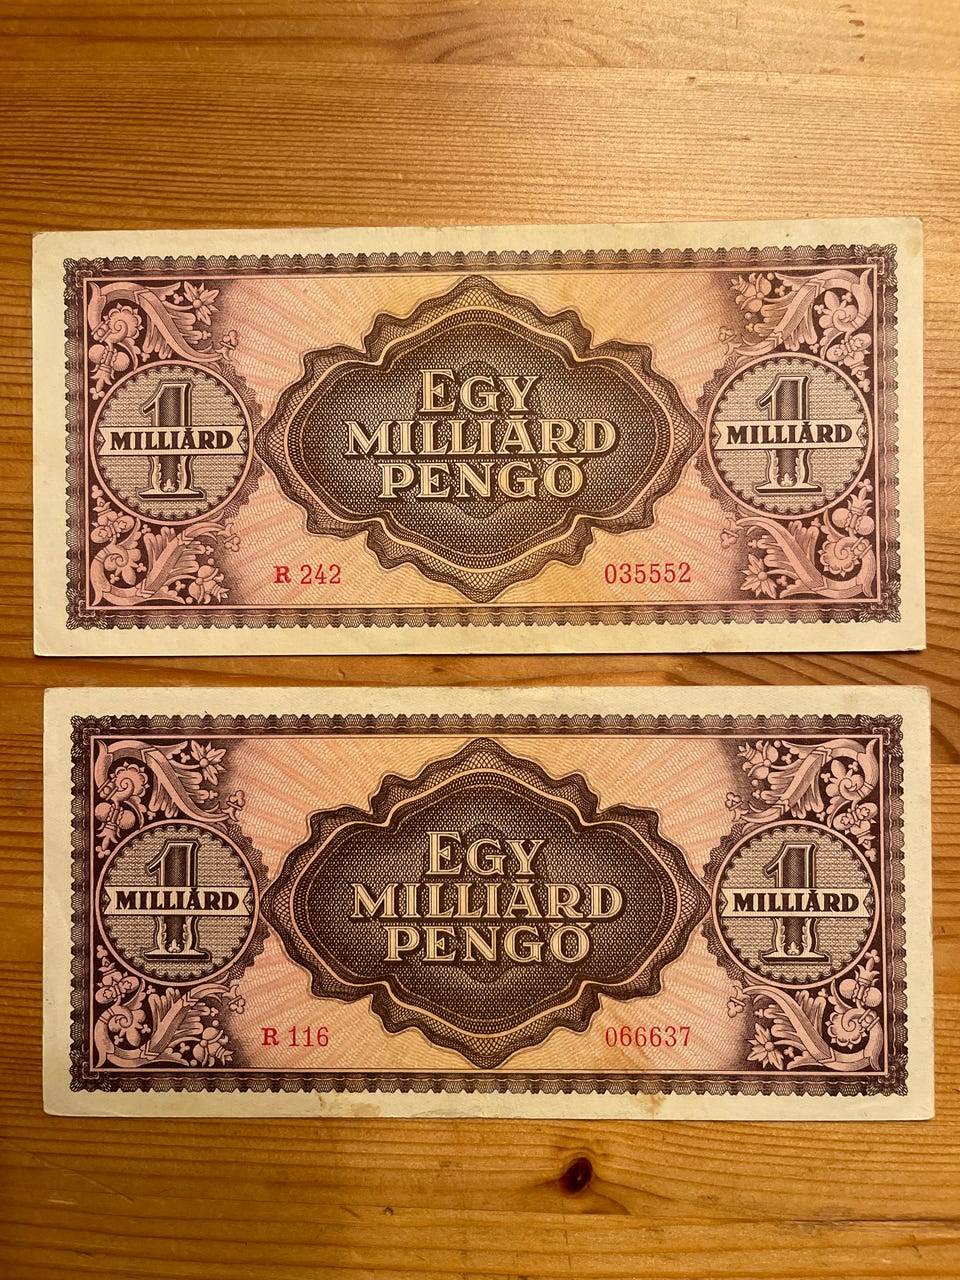 1
MILLIÁRD
EGY
MILLIÁRD
PENGŐ
1
MILLIÁRD
R 242
035552
1
MILLIÁRD
EGY
MILLIÁRD
PENGŐ
1
MILLIÁRD
R 116
066637